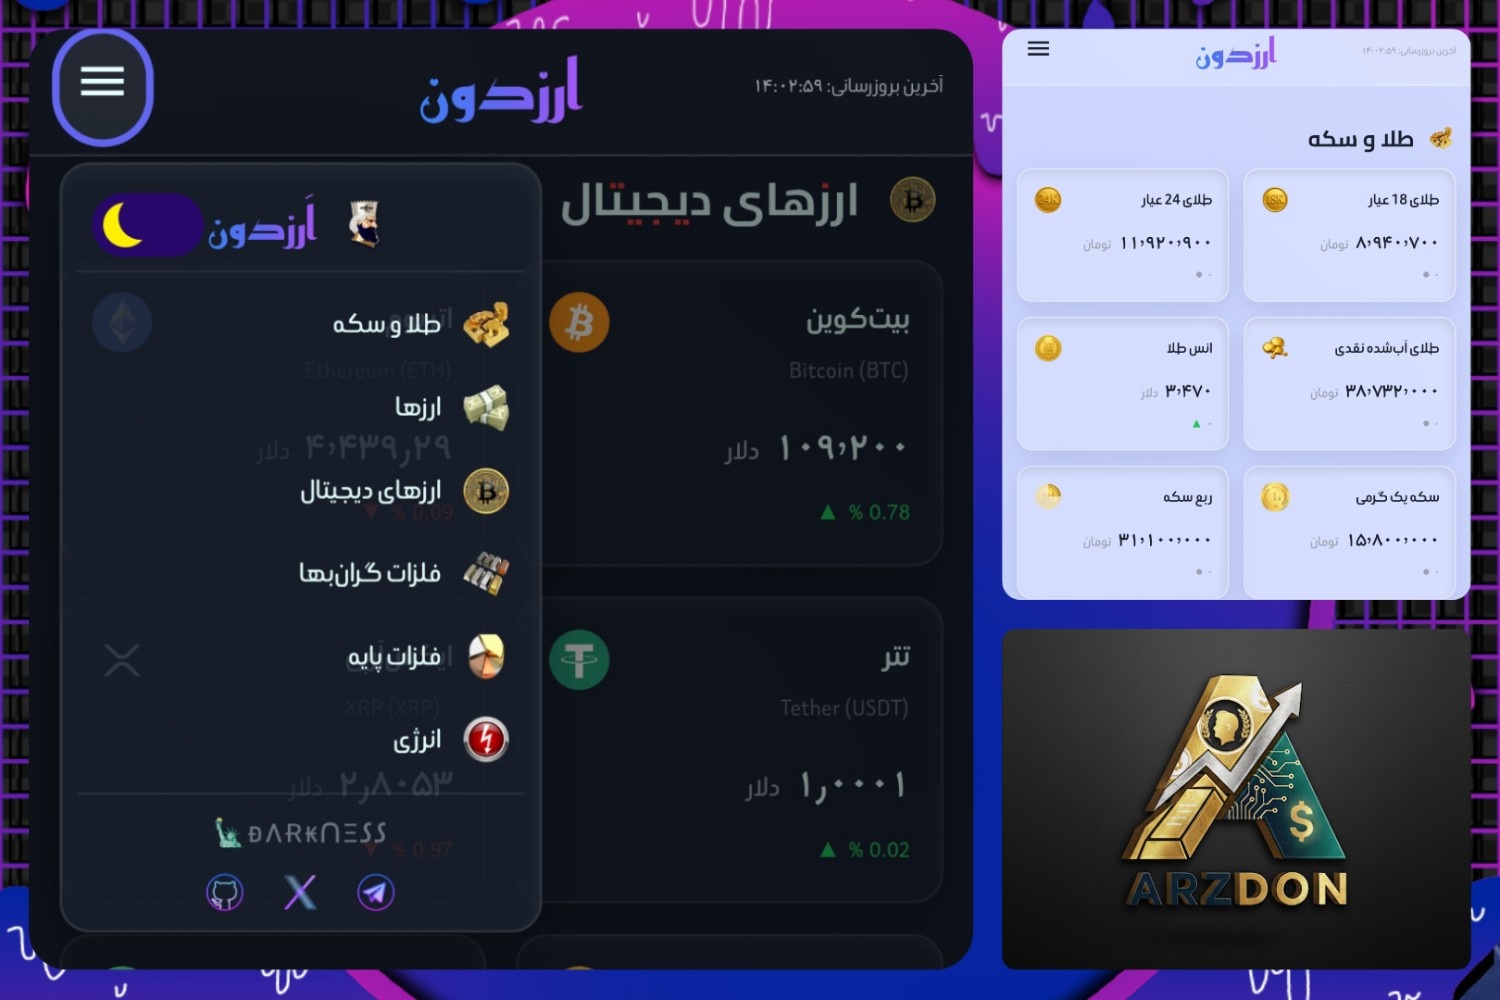 ارزدون
آخرین بروزرسانی: ۱۴:۰۲:۵۹
ارزهای دیجیتال
بیت‌کوین
Bitcoin (BTC)
۱۰۹,۲۰۰ دلار
▲ % 0.78
تتر
Tether (USDT)
۱٫۰۰۰۱ دلار
▲ % 0.02
اَرزدون
طلا و سکه
ارزها
ارزهای دیجیتال
فلزات گران‌بها
فلزات پایه
انرژی
ĐΛRKՈΞSS
Ethereum (ETH)
۴,۴۳۹٫۲۹ دلار
▼ % 0.09
XRP (XRP)
۲٫۸۰۵۳ دلار
▼ % 0.97
ارزدون
آخرین بروزرسانی: ۱۴:۰۲:۵۹
طلا و سکه
طلای 18 عیار
18K
۸,۹۴۰,۷۰۰ تومان
۰
طلای 24 عیار
24K
۱۱,۹۲۰,۹۰۰ تومان
۰
طلای آب‌شده نقدی
۳۸,۷۳۲,۰۰۰ تومان
۰
انس طلا
۳,۴۷۰ دلار
۰ ▲
سکه یک گرمی
۱۵,۸۰۰,۰۰۰ تومان
۰
ربع سکه
۳۱,۱۰۰,۰۰۰ تومان
۰
$
ARZDON